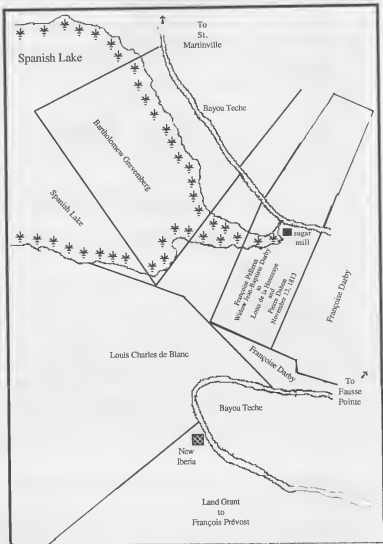 To
St.
Martinville
Spanish Lake
Bayou Teche
Bartholomew Grevemberg
Spanish Lake
sugar
mill
Françoise Pellerin
Widow Jean-Baptiste Darby
to
Louis de la Houssaye
and
Pierre Dubon
November 13, 1813
Françoise Darby
Louis Charles de Blanc
Françoise Darby
To
Fausse
Pointe
Bayou Teche
New
Iberia
Land Grant
to
François Prévost